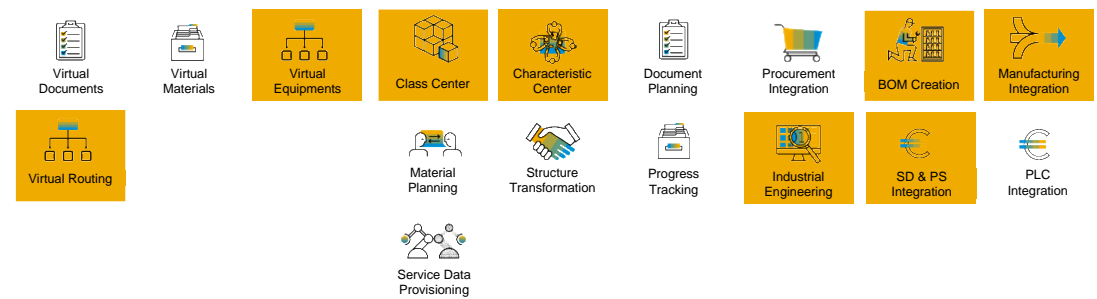 Virtual
Documents
Virtual
Materials
Virtual
Equipments
Class Center
Characteristic
Center
Document
Planning
Procurement
Integration
BOM Creation
Manufacturing
Integration
Virtual Routing
Material
Planning
Structure
Transformation
Progress
Tracking
Industrial
Engineering
SD & PS
Integration
PLC
Integration
Service Data
Provisioning